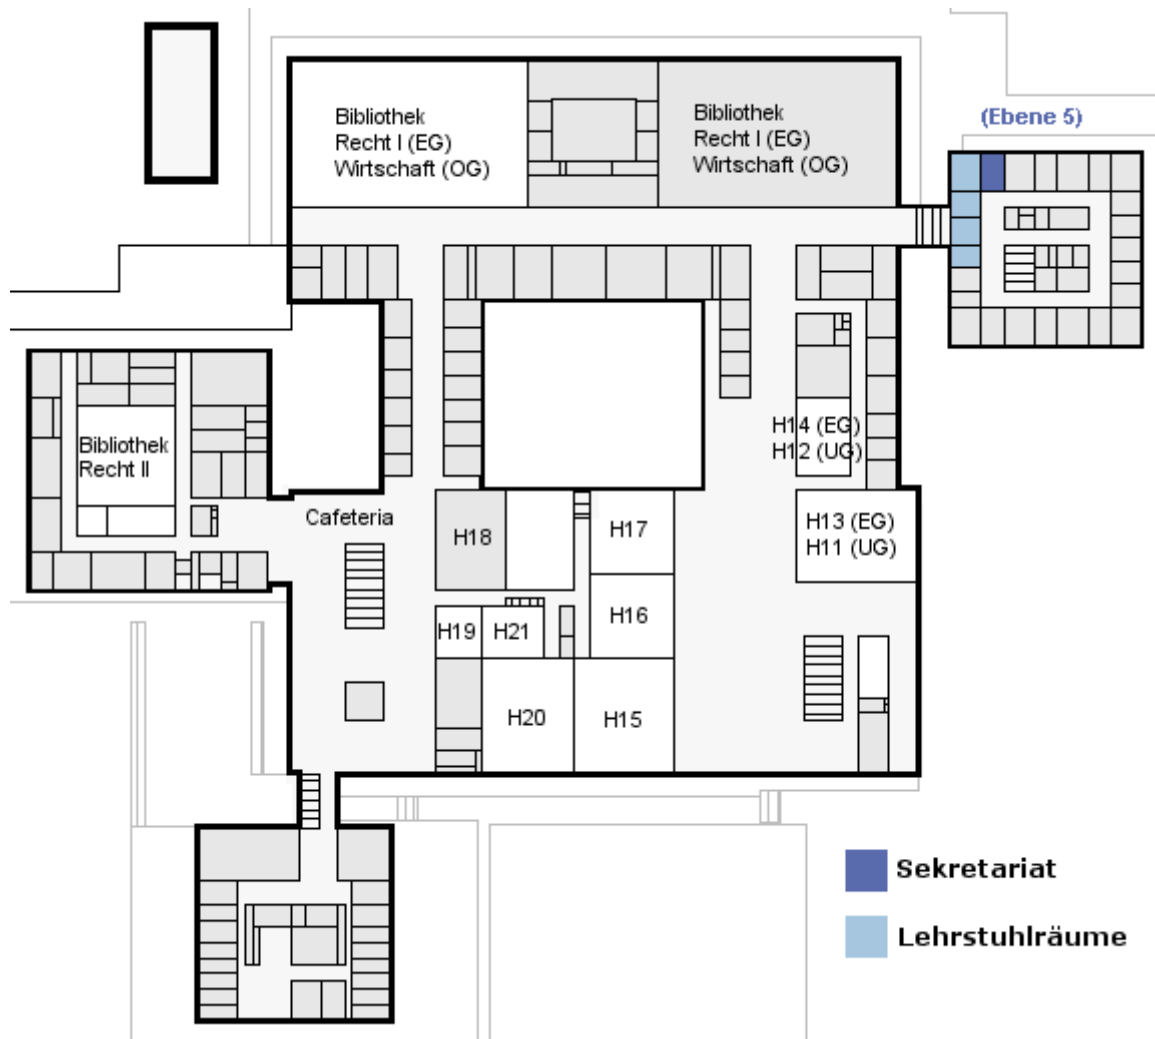 Bibliothek
Recht I (EG)
Wirtschaft (OG)
Bibliothek
Recht I (EG)
Wirtschaft (OG)
(Ebene 5)
Bibliothek
Recht II
H14 (EG)
H12 (UG)
Cafeteria
H18
H17
H13 (EG)
H11 (UG)
H16
H19
H21
H20
H15
Sekretariat
Lehrstuhlräume